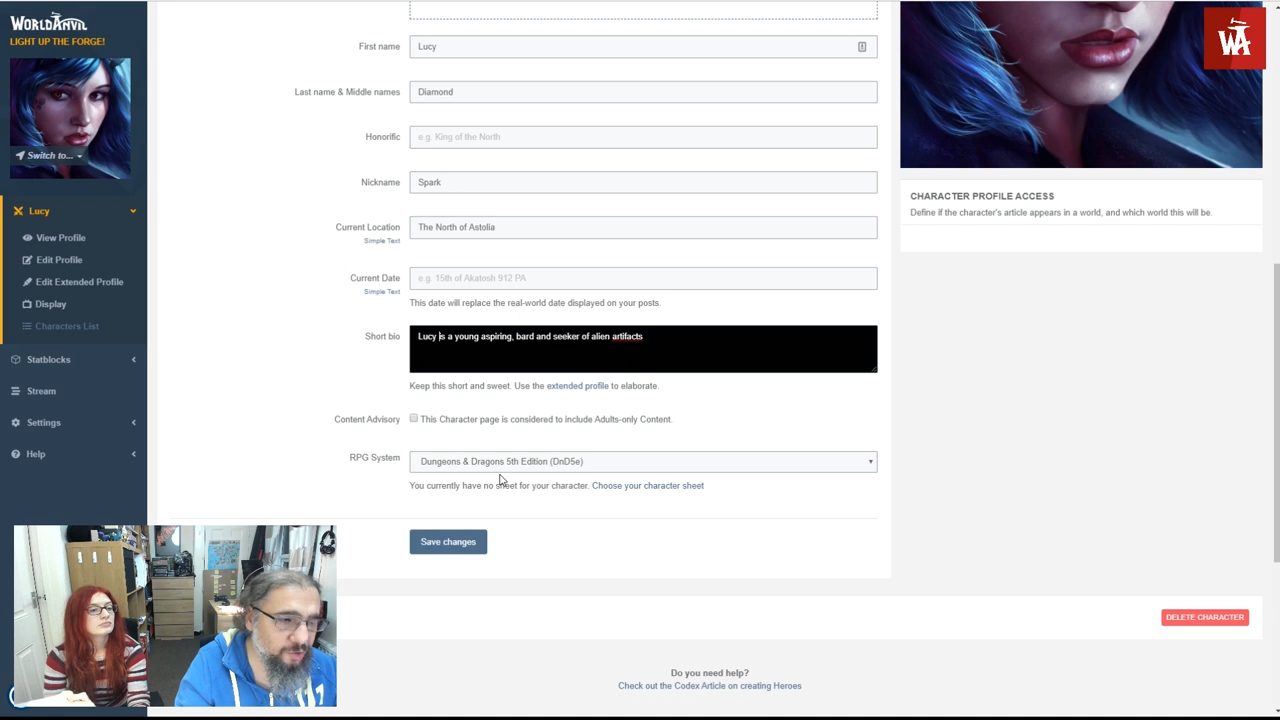 WORLDANVIL
LIGHT UP THE FORGE!
Switch to...
Lucy
View Profile
Edit Profile
Edit Extended Profile
Display
Characters List
Statblocks
Stream
Settings
Help
First name
Lucy
Last name & Middle names
Diamond
Honorific
e.g. King of the North
Nickname
Spark
Current Location
The North of Astolia
Simple Text
Current Date
e.g. 15th of Akatosh 912 PA
Simple Text
This date will replace the real-world date displayed on your posts.
Short bio
Lucy is a young aspiring, bard and seeker of alien artifacts
Keep this short and sweet. Use the extended profile to elaborate.
Content Advisory
This Character page is considered to include Adults-only Content.
RPG System
Dungeons & Dragons 5th Edition (DnD5e)
You currently have no sheet for your character. Choose your character sheet
Save changes
WA
CHARACTER PROFILE ACCESS
Define if the character's article appears in a world, and which world this will be.
DELETE CHARACTER
Do you need help?
Check out the Codex Article on creating Heroes